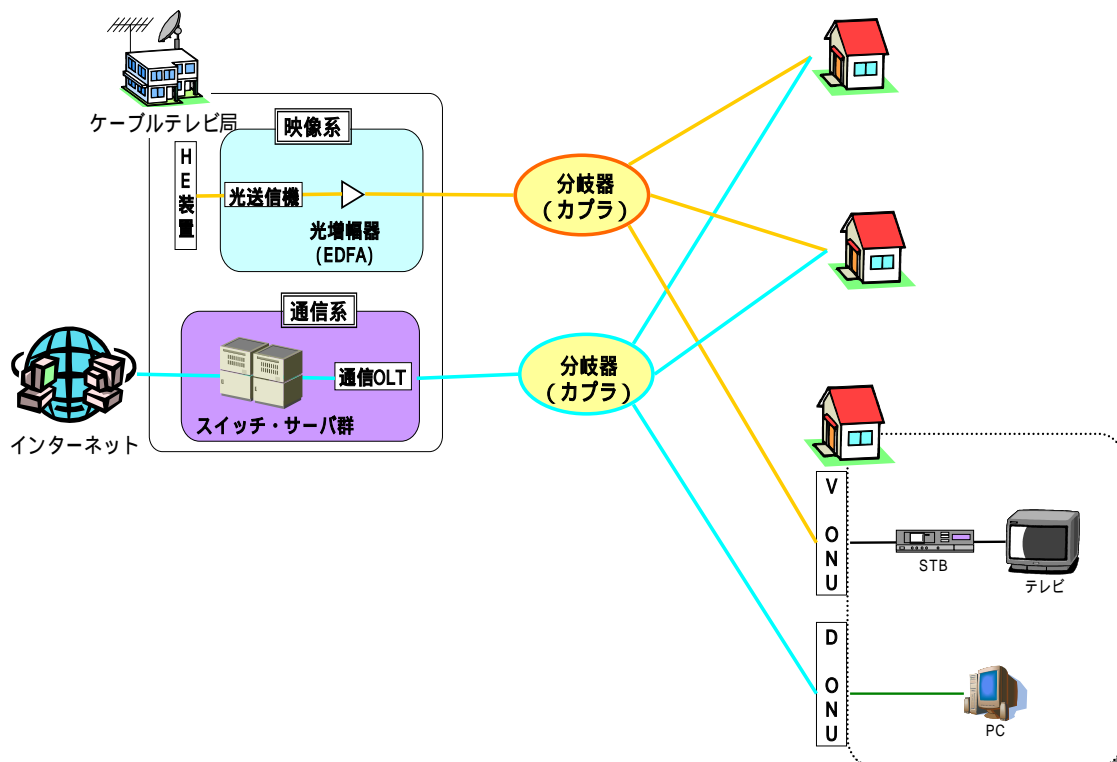 ケーブルテレビ局
映像系
HE装置
光送信機
光増幅器
(EDFA)
分岐器
(カプラ)
通信系
通信OLT
スイッチ・サーバ群
インターネット
分岐器
(カプラ)
V ONU
STB
テレビ
D ONU
PC